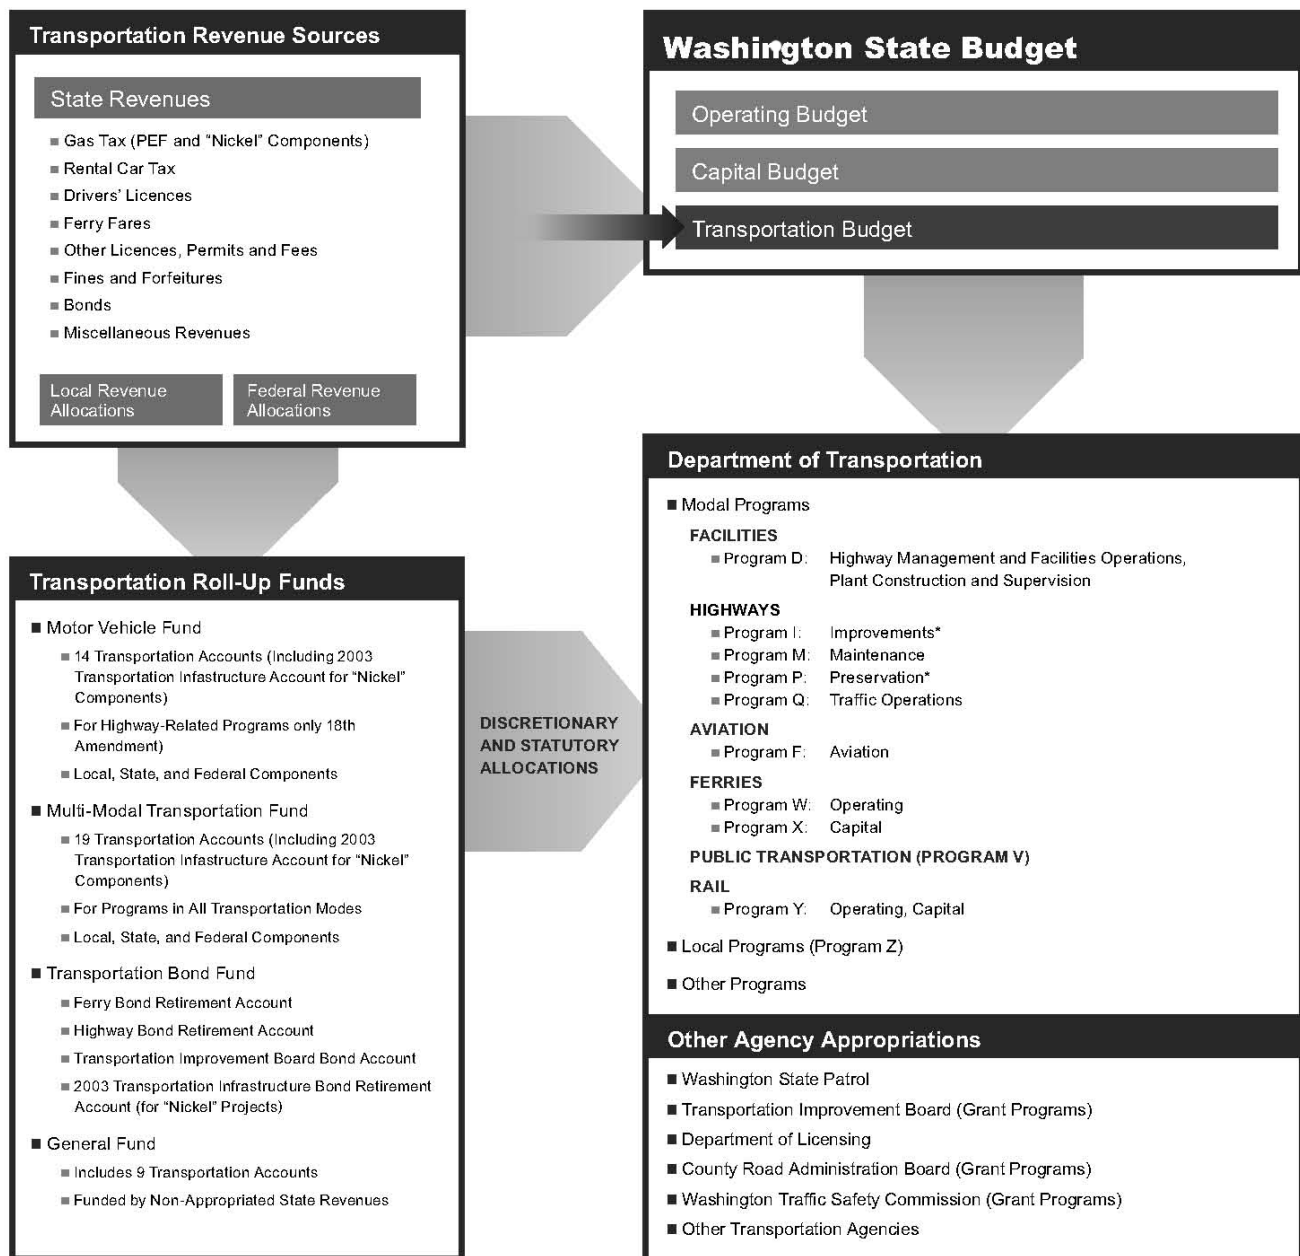 Transportation Revenue Sources
State Revenues
■ Gas Tax (PEF and “Nickel” Components)
■ Rental Car Tax
■ Drivers’ Licences
■ Ferry Fares
■ Other Licences, Permits and Fees
■ Fines and Forfeitures
■ Bonds
■ Miscellaneous Revenues
Local Revenue
Allocations
Federal Revenue
Allocations
Washington State Budget
Operating Budget
Capital Budget
Transportation Budget
Transportation Roll-Up Funds
■ Motor Vehicle Fund
■ 14 Transportation Accounts (Including 2003
Transportation Infastructure Account for “Nickel”
Components)
■ For Highway-Related Programs only 18th
Amendment)
■ Local, State, and Federal Components
■ Multi-Modal Transportation Fund
■ 19 Transportation Accounts (Including 2003
Transportation Infastructure Account for “Nickel”
Components)
■ For Programs in All Transportation Modes
■ Local, State, and Federal Components
■ Transportation Bond Fund
■ Ferry Bond Retirement Account
■ Highway Bond Retirement Account
■ Transportation Improvement Board Bond Account
■ 2003 Transportation Infrastructure Bond Retirement
Account (for “Nickel” Projects)
■ General Fund
■ Includes 9 Transportation Accounts
■ Funded by Non-Appropriated State Revenues
DISCRETIONARY
AND STATUTORY
ALLOCATIONS
Department of Transportation
■ Modal Programs
FACILITIES
■ Program D: Highway Management and Facilities Operations,
Plant Construction and Supervision
HIGHWAYS
■ Program I: Improvements*
■ Program M: Maintenance
■ Program P: Preservation*
■ Program Q: Traffic Operations
AVIATION
■ Program F: Aviation
FERRIES
■ Program W: Operating
■ Program X: Capital
PUBLIC TRANSPORTATION (PROGRAM V)
RAIL
■ Program Y: Operating, Capital
■ Local Programs (Program Z)
■ Other Programs
Other Agency Appropriations
■ Washington State Patrol
■ Transportation Improvement Board (Grant Programs)
■ Department of Licensing
■ County Road Administration Board (Grant Programs)
■ Washington Traffic Safety Commission (Grant Programs)
■ Other Transportation Agencies